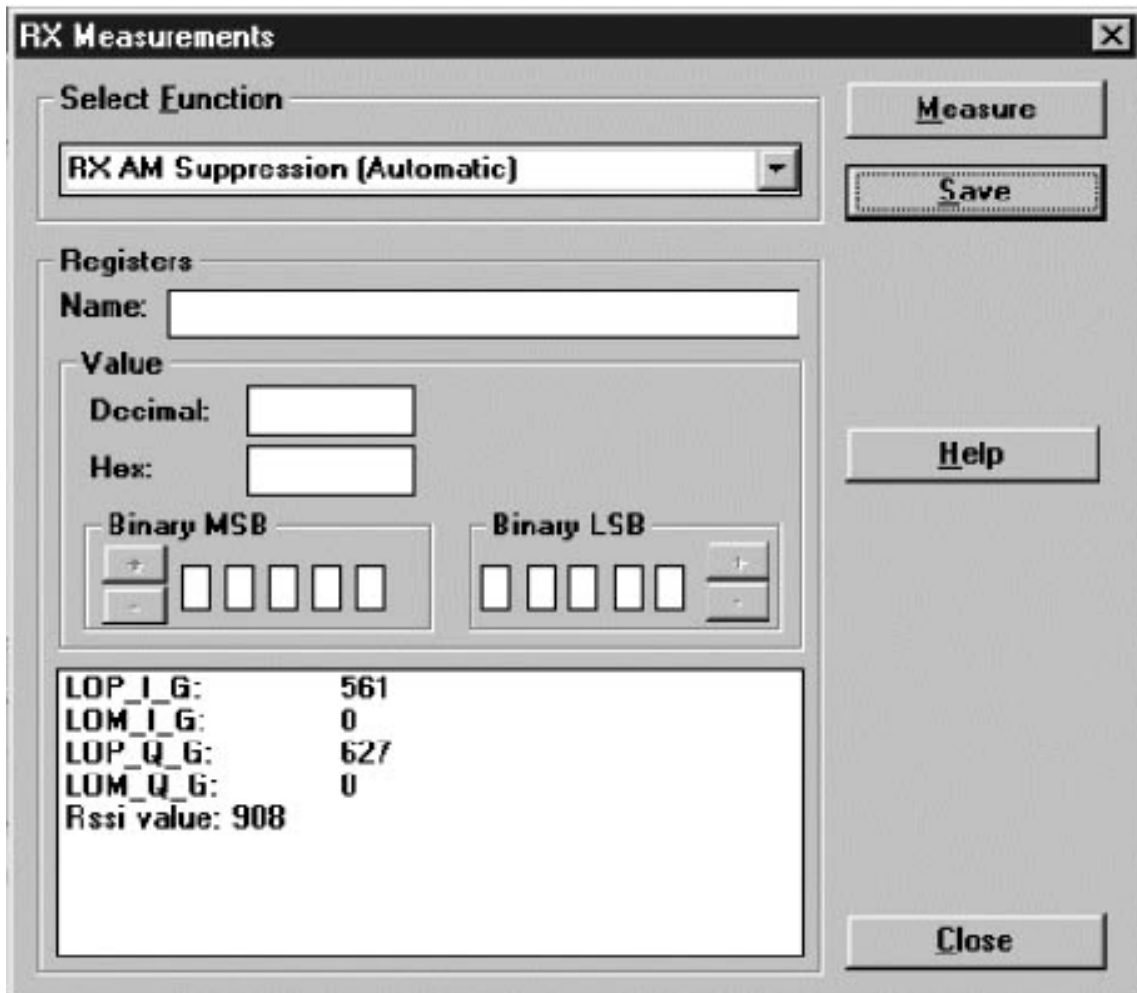 RX Measurements
Select Function
Measure
RX AM Suppression (Automatic)
Save
Registers
Name:
Value
Decimal:
Hex:
Help
Binary MSB
Binary LSB
+
+
-
-
LOP_I_G: 561
LOM_I_G: 0
LOP_Q_G: 627
LOM_Q_G: 0
Rssi value: 908
Close